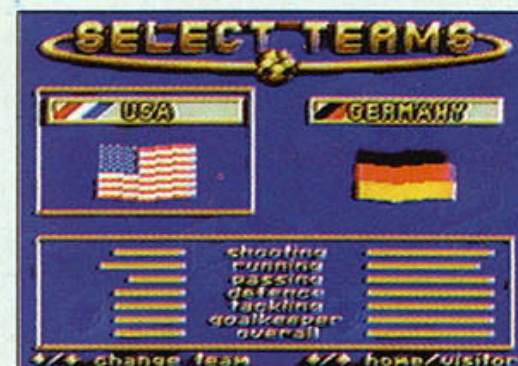 SELECT TEAMS
USA GERMANY
shooting
running
passing
defence
tackling
goalkeeper
overall
/ change team / home/visitor